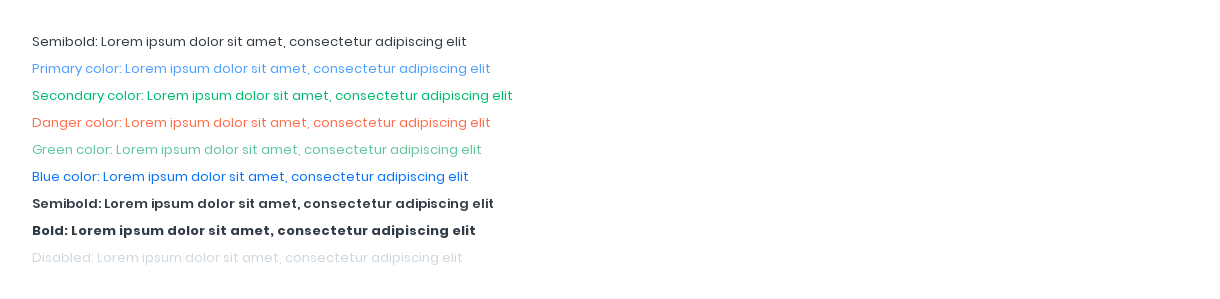 Semibold: Lorem ipsum dolor sit amet, consectetur adipiscing elit
Primary color: Lorem ipsum dolor sit amet, consectetur adipiscing elit
Secondary color: Lorem ipsum dolor sit amet, consectetur adipiscing elit
Danger color: Lorem ipsum dolor sit amet, consectetur adipiscing elit
Green color: Lorem ipsum dolor sit amet, consectetur adipiscing elit
Blue color: Lorem ipsum dolor sit amet, consectetur adipiscing elit
Semibold: Lorem ipsum dolor sit amet, consectetur adipiscing elit
Bold: Lorem ipsum dolor sit amet, consectetur adipiscing elit
Disabled: Lorem ipsum dolor sit amet, consectetur adipiscing elit